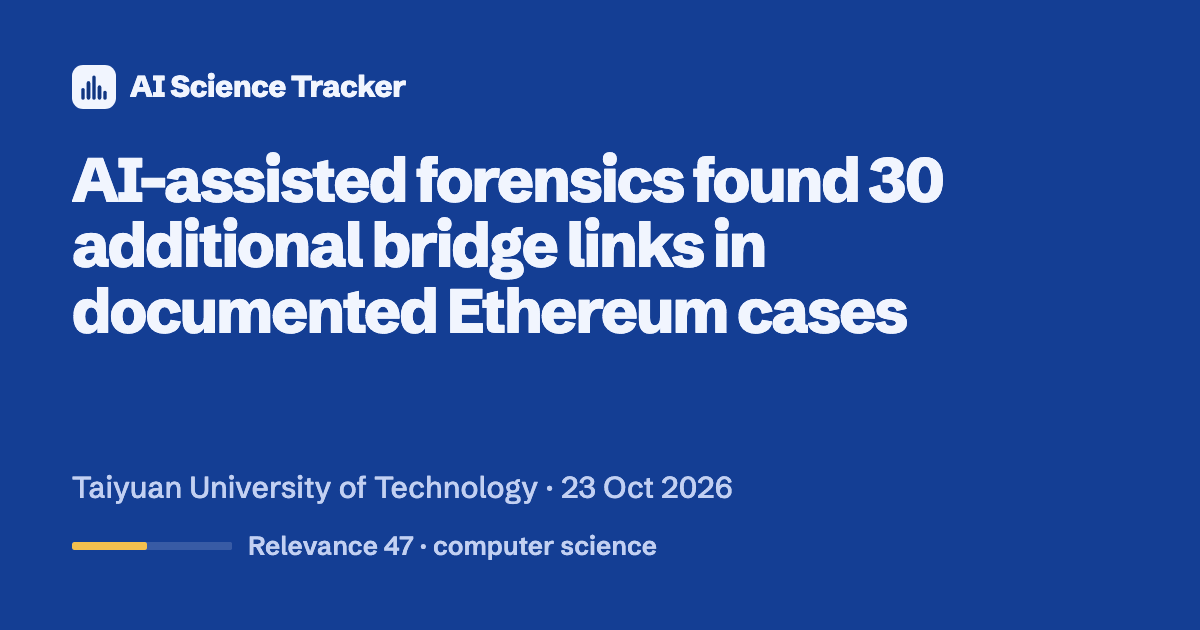 AI Science Tracker
AI-assisted forensics found 30
additional bridge links in
documented Ethereum cases
Taiyuan University of Technology · 23 Oct 2026
Relevance 47 · computer science